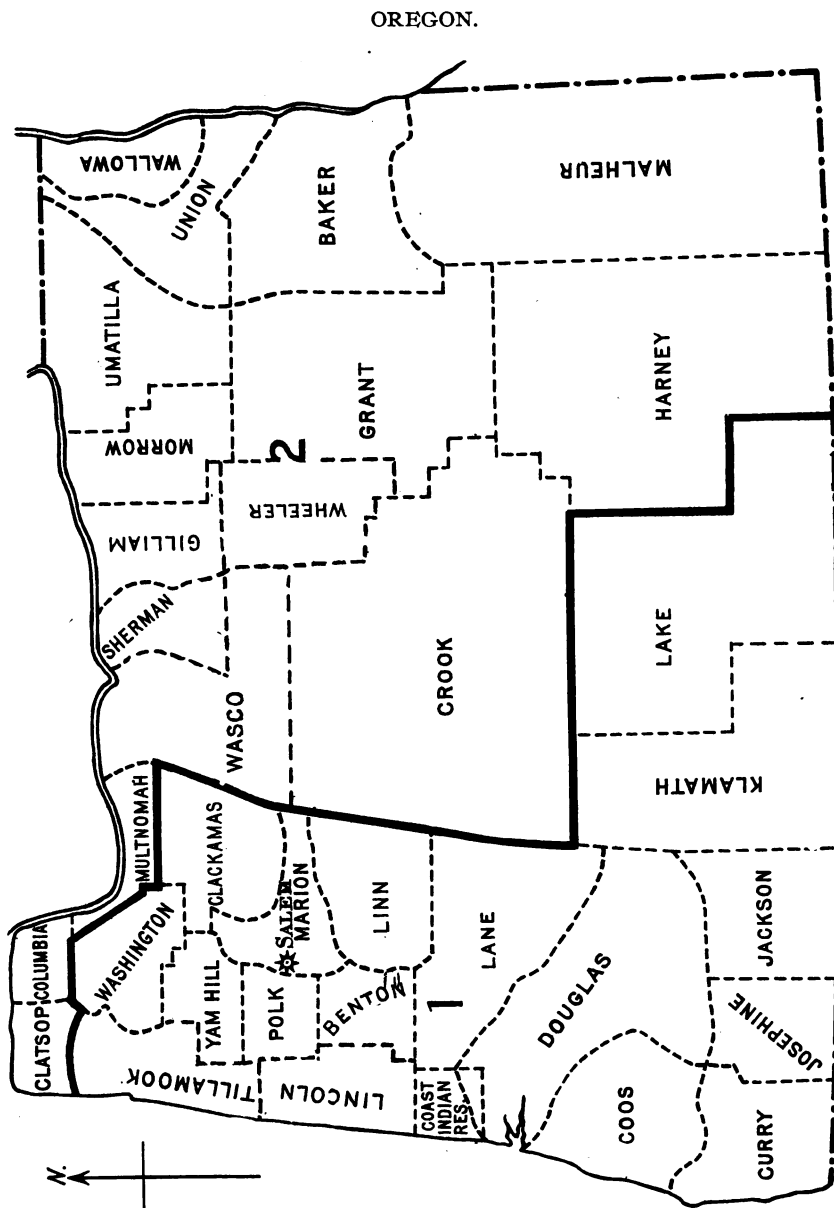 OREGON.
N.
CLATSOP
COLUMBIA
MULTNOMAH
WASHINGTON
TILLAMOOK
YAM HILL
CLACKAMAS
POLK
SALEM
MARION
LINCOLN
BENTON
LINN
1
COAST
INDIAN
RES.
LANE
DOUGLAS
COOS
CURRY
JOSEPHINE
JACKSON
KLAMATH
LAKE
CROOK
WASCO
SHERMAN
GILLIAM
MORROW
WHEELER
2
UMATILLA
GRANT
UNION
WALLOWA
BAKER
HARNEY
MALHEUR